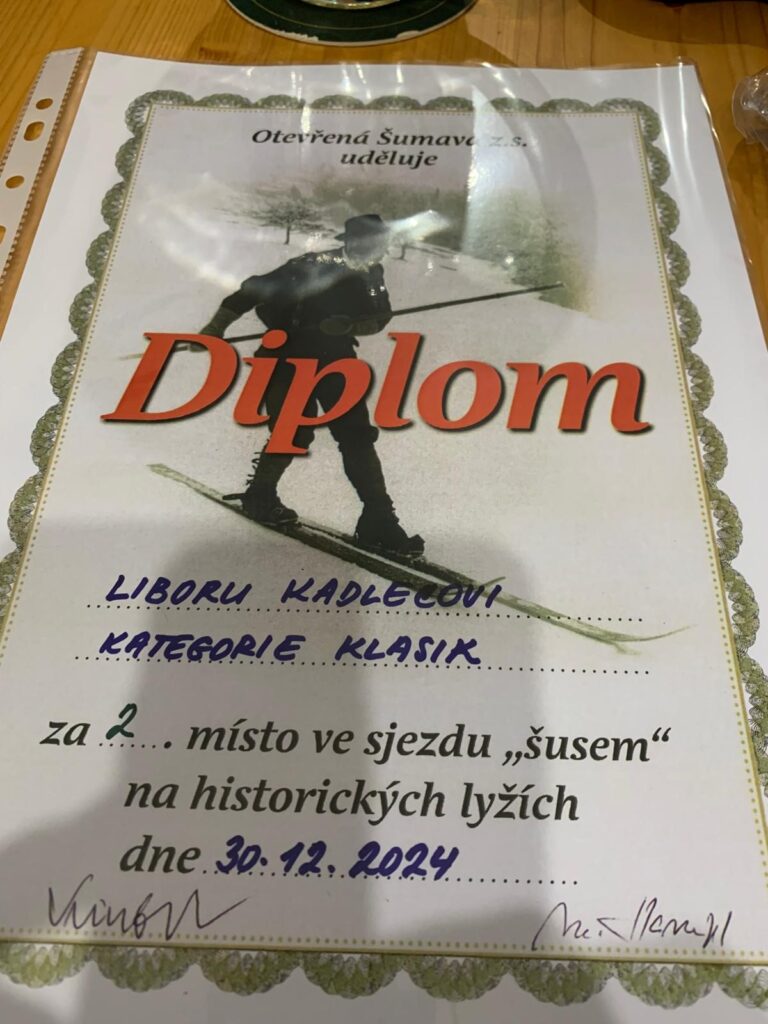 Otevřená Šumava z.s.
uděluje
Diplom
LIBORU KADLECOVI
KATEGORIE KLASIK
za 2. místo ve sjezdu „šusem“
na historických lyžích
dne 30.12.2024